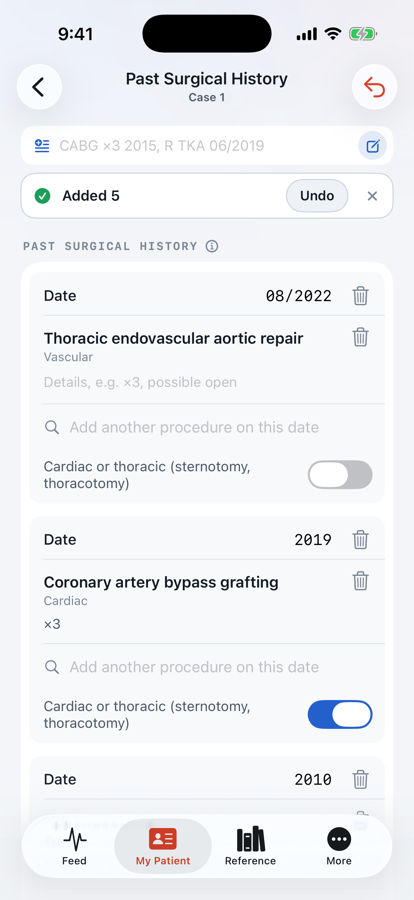 9:41
Past Surgical History
Case 1
CABG ×3 2015, R TKA 06/2019
Added 5
Undo
PAST SURGICAL HISTORY
Date 08/2022
Thoracic endovascular aortic repair
Vascular
Details, e.g. ×3, possible open
Add another procedure on this date
Cardiac or thoracic (sternotomy,
thoracotomy)
Date 2019
Coronary artery bypass grafting
Cardiac
×3
Add another procedure on this date
Cardiac or thoracic (sternotomy,
thoracotomy)
Date 2010
Feed
My Patient
Reference
More